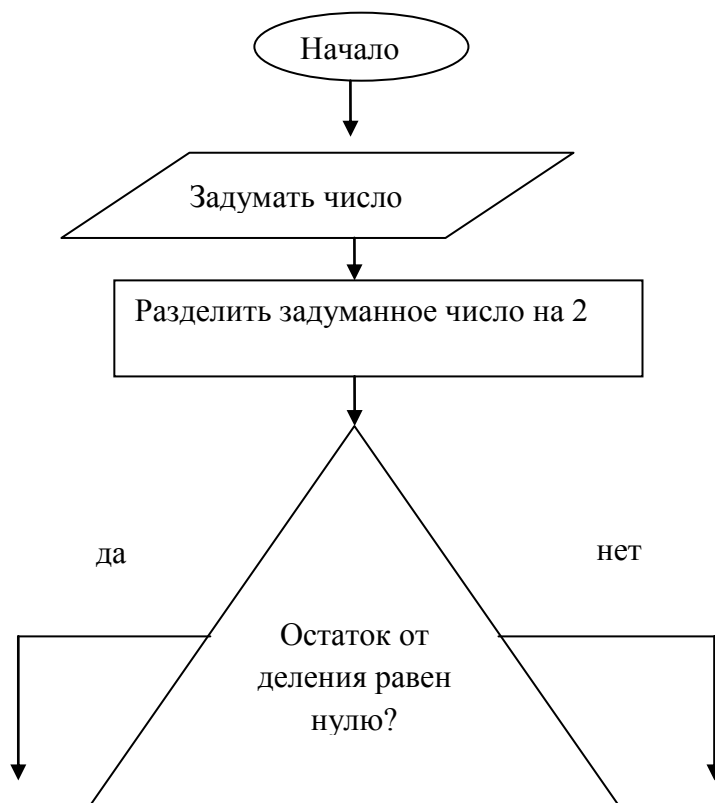 Начало
Задумать число
Разделить задуманное число на 2
да
нет
Остаток от
деления равен
нулю?